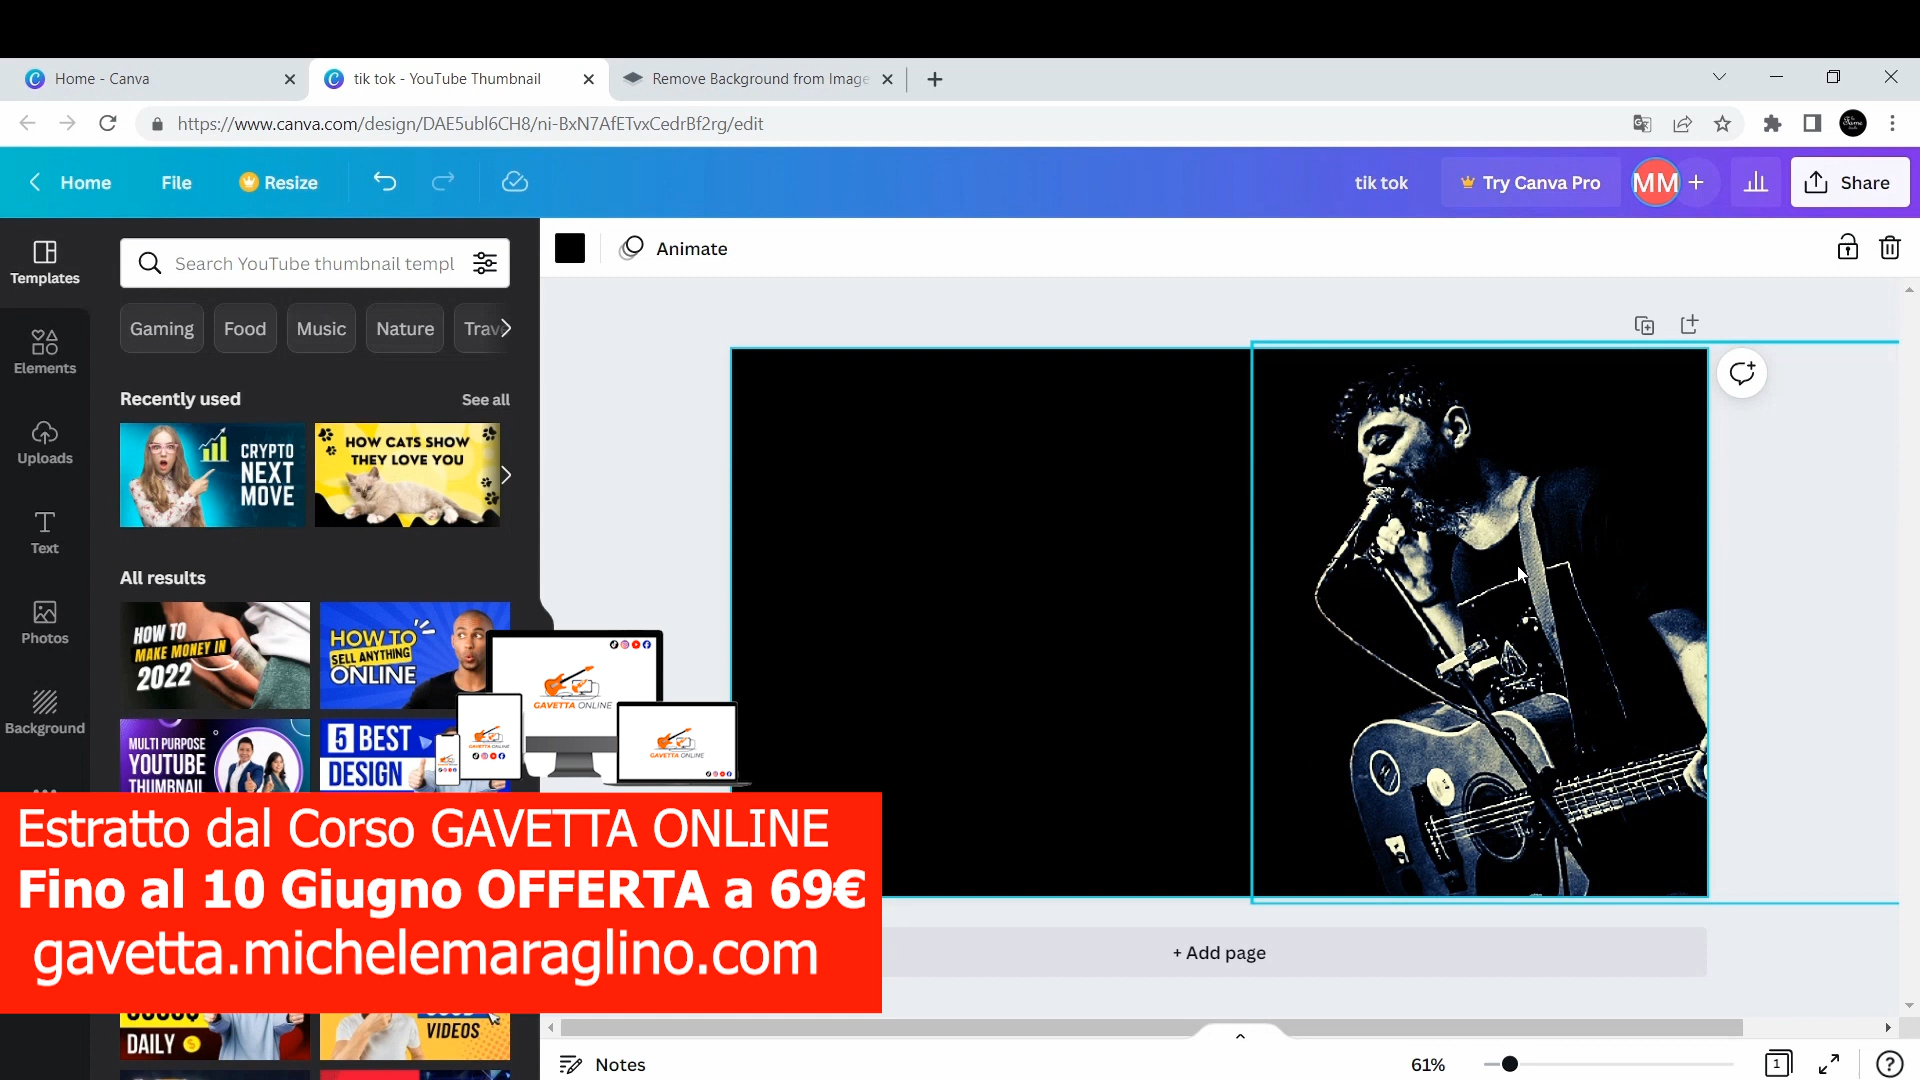 Home - Canva
tik tok - YouTube Thumbnail
Remove Background from Image
https://www.canva.com/design/DAE5ubl6CH8/ni-BxN7AfETvxCedrBf2rg/edit
Home
File
Resize
tik tok
Try Canva Pro
MM
Share
Templates
Search YouTube thumbnail templ
Animate
Gaming
Food
Music
Nature
Trav
Elements
Recently used
See all
Uploads
CRYPTO
NEXT
MOVE
HOW CATS SHOW
THEY LOVE YOU
Text
All results
Photos
HOW TO
MAKE MONEY IN
2022
HOW TO
SELL ANYTHING
ONLINE
Background
MULTI PURPOSE
YOUTUBE
THUMBNAIL
5 BEST
DESIGN
GAVETTA ONLINE
GAVETTA ONLINE
GAVETTA ONLINE
Estratto dal Corso GAVETTA ONLINE
Fino al 10 Giugno OFFERTA a 69€
gavetta.michelemaraglino.com
DAILY
VIDEOS
+ Add page
Notes
61%
1